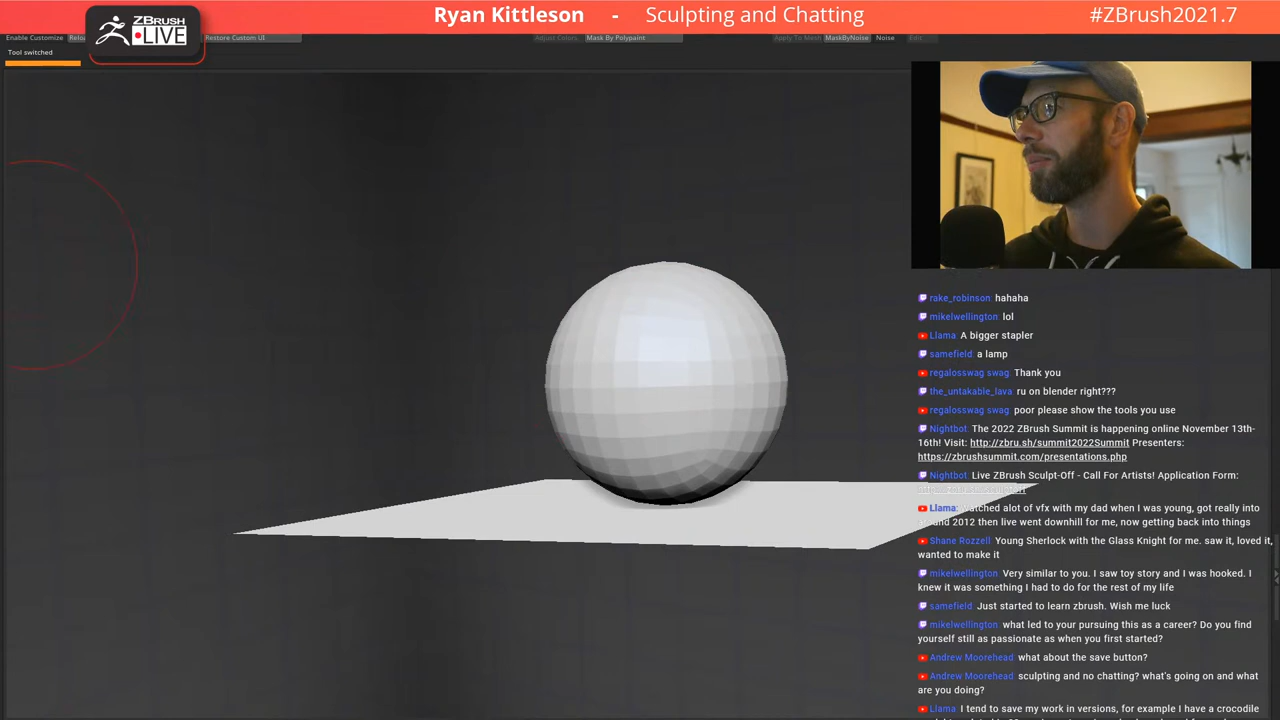 Ryan Kittleson - Sculpting and Chatting #ZBrush2021.7
ZBRUSH
LIVE
Enable Customize Relo Restore Custom UI Adjust Colors Mask By Polypaint Apply To Mesh MaskByNoise Noise Edit
Tool switched
rake_robinson: hahaha
mikelwellington: lol
Llama: A bigger stapler
samefield: a lamp
regalosswag swag: Thank you
the_untakable_lava: ru on blender right???
regalosswag swag: poor please show the tools you use
Nightbot: The 2022 ZBrush Summit is happening online November 13th-
16th! Visit: http://zbru.sh/summit2022Summit Presenters:
https://zbrushsummit.com/presentations.php
Nightbot: Live ZBrush Sculpt-Off - Call For Artists! Application Form:
Llama: watched alot of vfx with my dad when I was young, got really into
around 2012 then live went downhill for me, now getting back into things
Shane Rozzell: Young Sherlock with the Glass Knight for me. saw it, loved it,
wanted to make it
mikelwellington: Very similar to you. I saw toy story and I was hooked. I
knew it was something I had to do for the rest of my life
samefield: Just started to learn zbrush. Wish me luck
mikelwellington: what led to your pursuing this as a career? Do you find
yourself still as passionate as when you first started?
Andrew Moorehead: what about the save button?
Andrew Moorehead: sculpting and no chatting? what's going on and what
are you doing?
Llama: I tend to save my work in versions, for example I have a crocodile